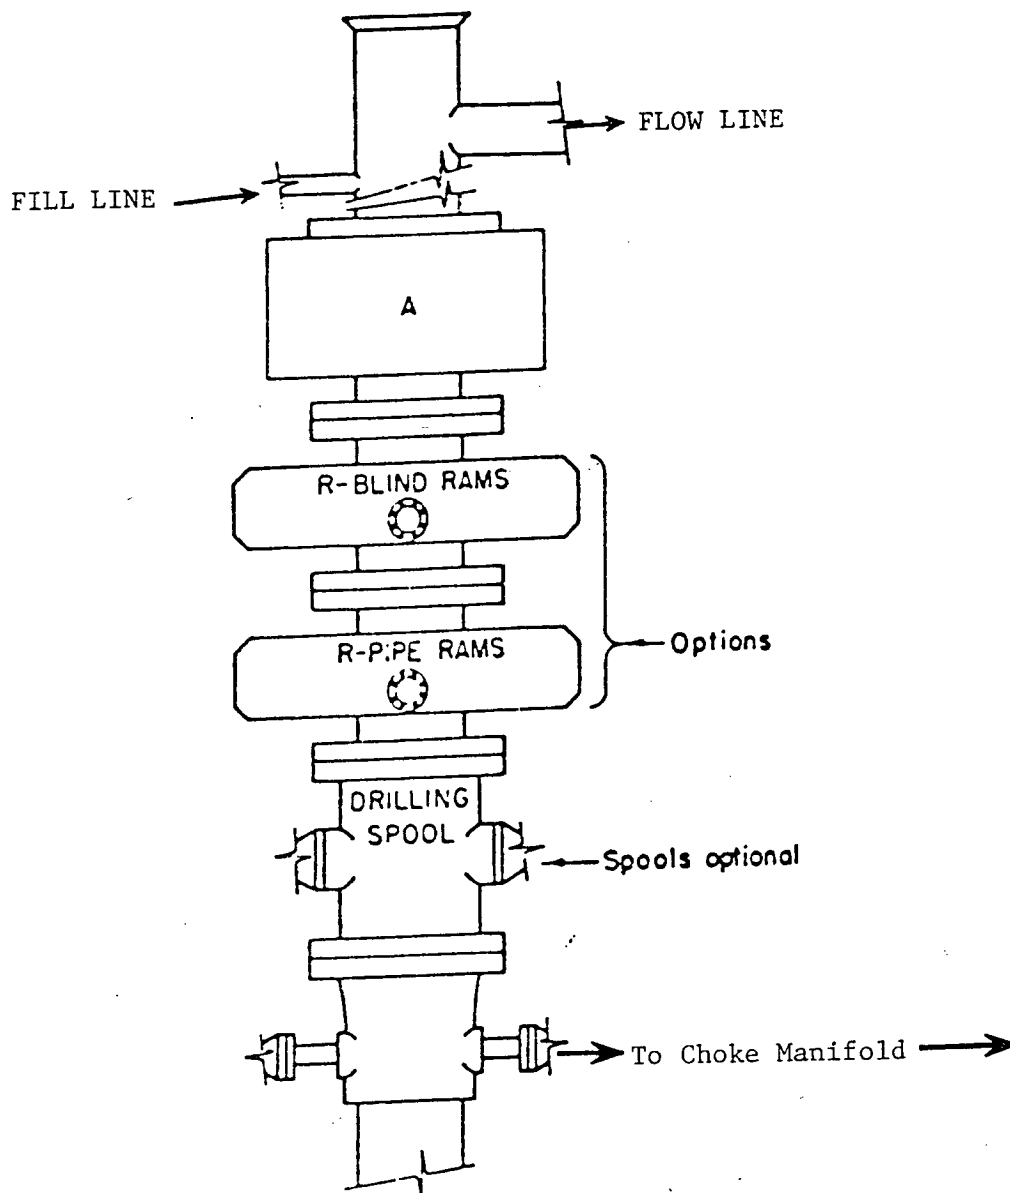 FLOW LINE
FILL LINE
A
R-BLIND RAMS
R-PIPE RAMS
Options
DRILLING
SPOOL
Spools optional
To Choke Manifold